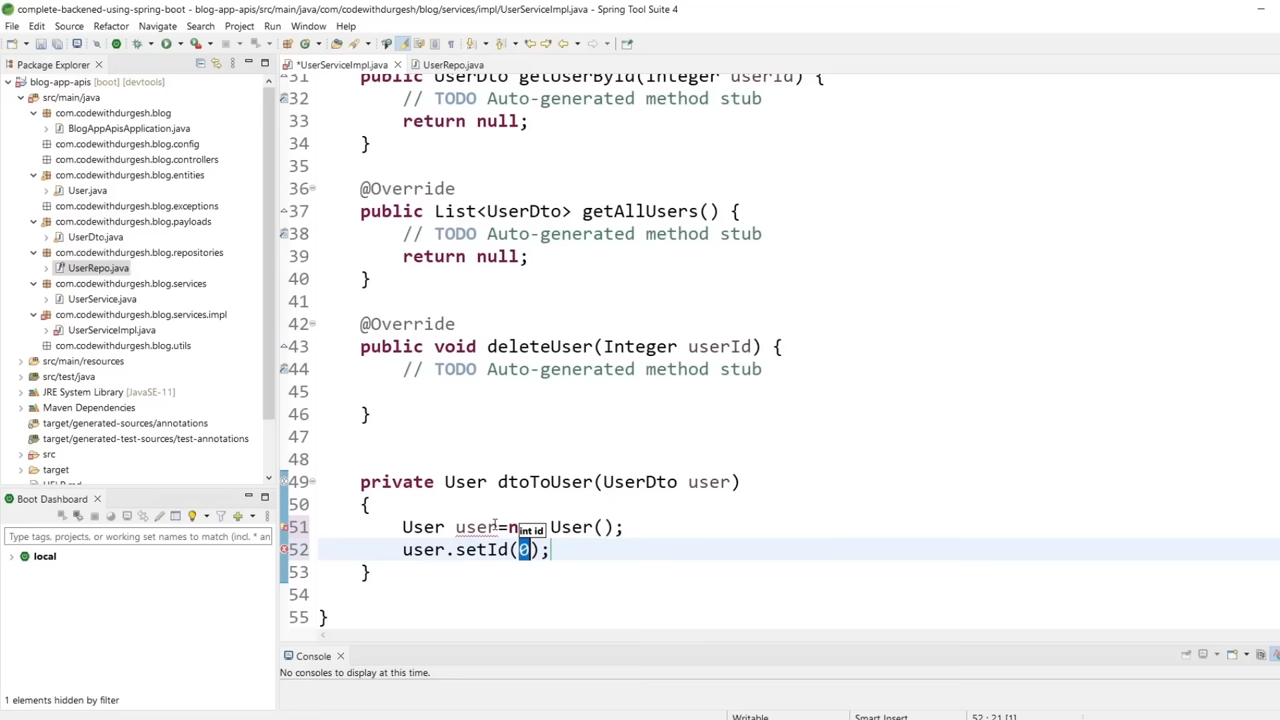 complete-backened-using-spring-boot - blog-app-apis/src/main/java/com/codewithdurgesh/blog/services/impl/UserServiceImpl.java - Spring Tool Suite 4
File Edit Source Refactor Navigate Search Project Run Window Help
Package Explorer
*UserServiceImpl.java
UserRepo.java
blog-app-apis [boot] [devtools]
src/main/java
com.codewithdurgesh.blog
BlogAppApisApplication.java
com.codewithdurgesh.blog.config
com.codewithdurgesh.blog.controllers
com.codewithdurgesh.blog.entities
User.java
com.codewithdurgesh.blog.exceptions
com.codewithdurgesh.blog.payloads
UserDto.java
com.codewithdurgesh.blog.repositories
UserRepo.java
com.codewithdurgesh.blog.services
UserService.java
com.codewithdurgesh.blog.services.impl
UserServiceImpl.java
com.codewithdurgesh.blog.utils
src/main/resources
src/test/java
JRE System Library [JavaSE-11]
Maven Dependencies
target/generated-sources/annotations
target/generated-test-sources/test-annotations
src
target
31 public UserDto getUserById(Integer userId) {
32 // TODO Auto-generated method stub
33 return null;
34 }
35
36 @Override
37 public List<UserDto> getAllUsers() {
38 // TODO Auto-generated method stub
39 return null;
40 }
41
42 @Override
43 public void deleteUser(Integer userId) {
44 // TODO Auto-generated method stub
45
46 }
47
48
49 private User dtoToUser(UserDto user)
50 {
51 User user=n User();
int id
52 user.setId(0);
53 }
54
55 }
Boot Dashboard
Type tags, projects, or working set names to match (incl. * an
local
1 elements hidden by filter
Console
No consoles to display at this time.
Writable
Smart Insert
52 : 21 [1]